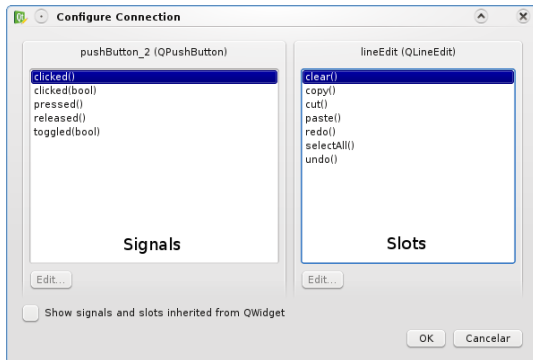 Configure Connection
pushButton_2 (QPushButton)
clicked()
clicked(bool)
pressed()
released()
toggled(bool)
Signals
Edit...
lineEdit (QLineEdit)
clear()
copy()
cut()
paste()
redo()
selectAll()
undo()
Slots
Edit...
Show signals and slots inherited from QWidget
OK
Cancelar